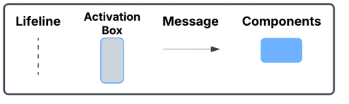 Lifeline
Activation
Box
Message
Components